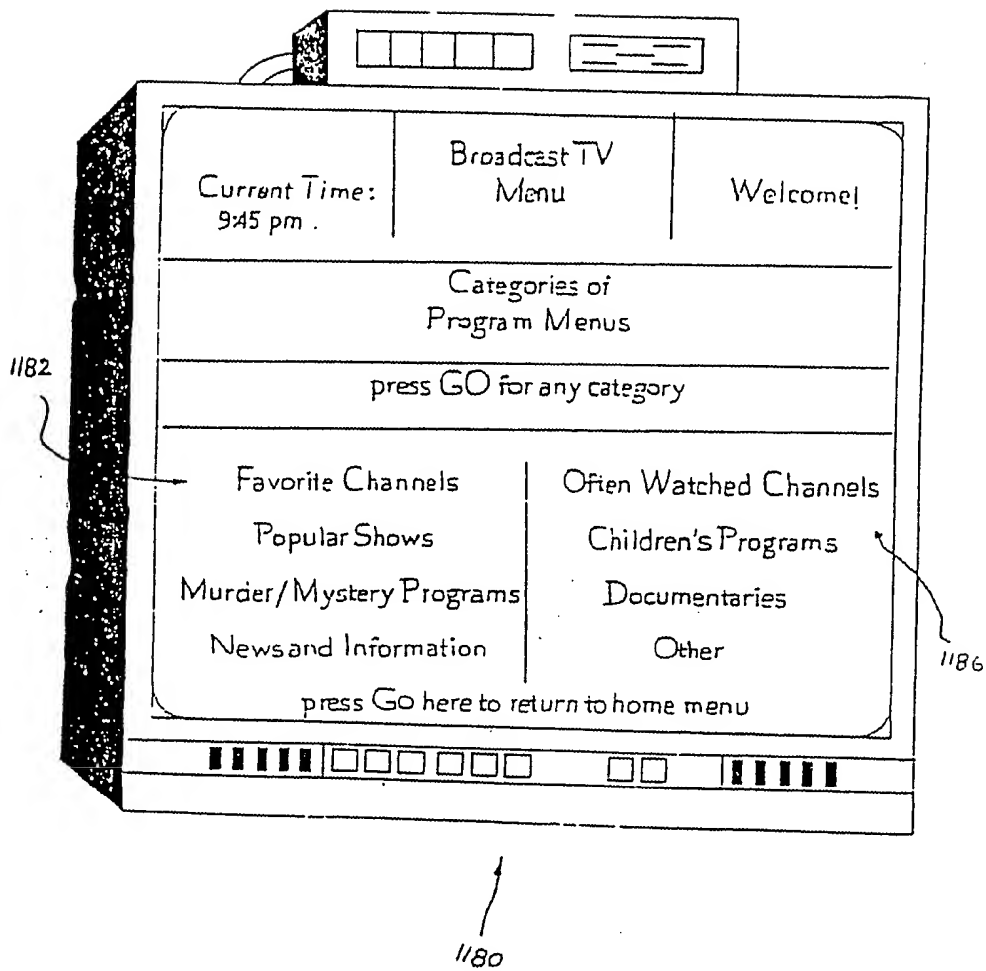 Current Time:
9:45 pm .
Broadcast TV
Menu
Welcome!
Categories of
Program Menus
press GO for any category
1182
Favorite Channels
Often Watched Channels
Popular Shows
Children's Programs
Murder/Mystery Programs
Documentaries
News and Information
Other
1186
press Go here to return to home menu
1180